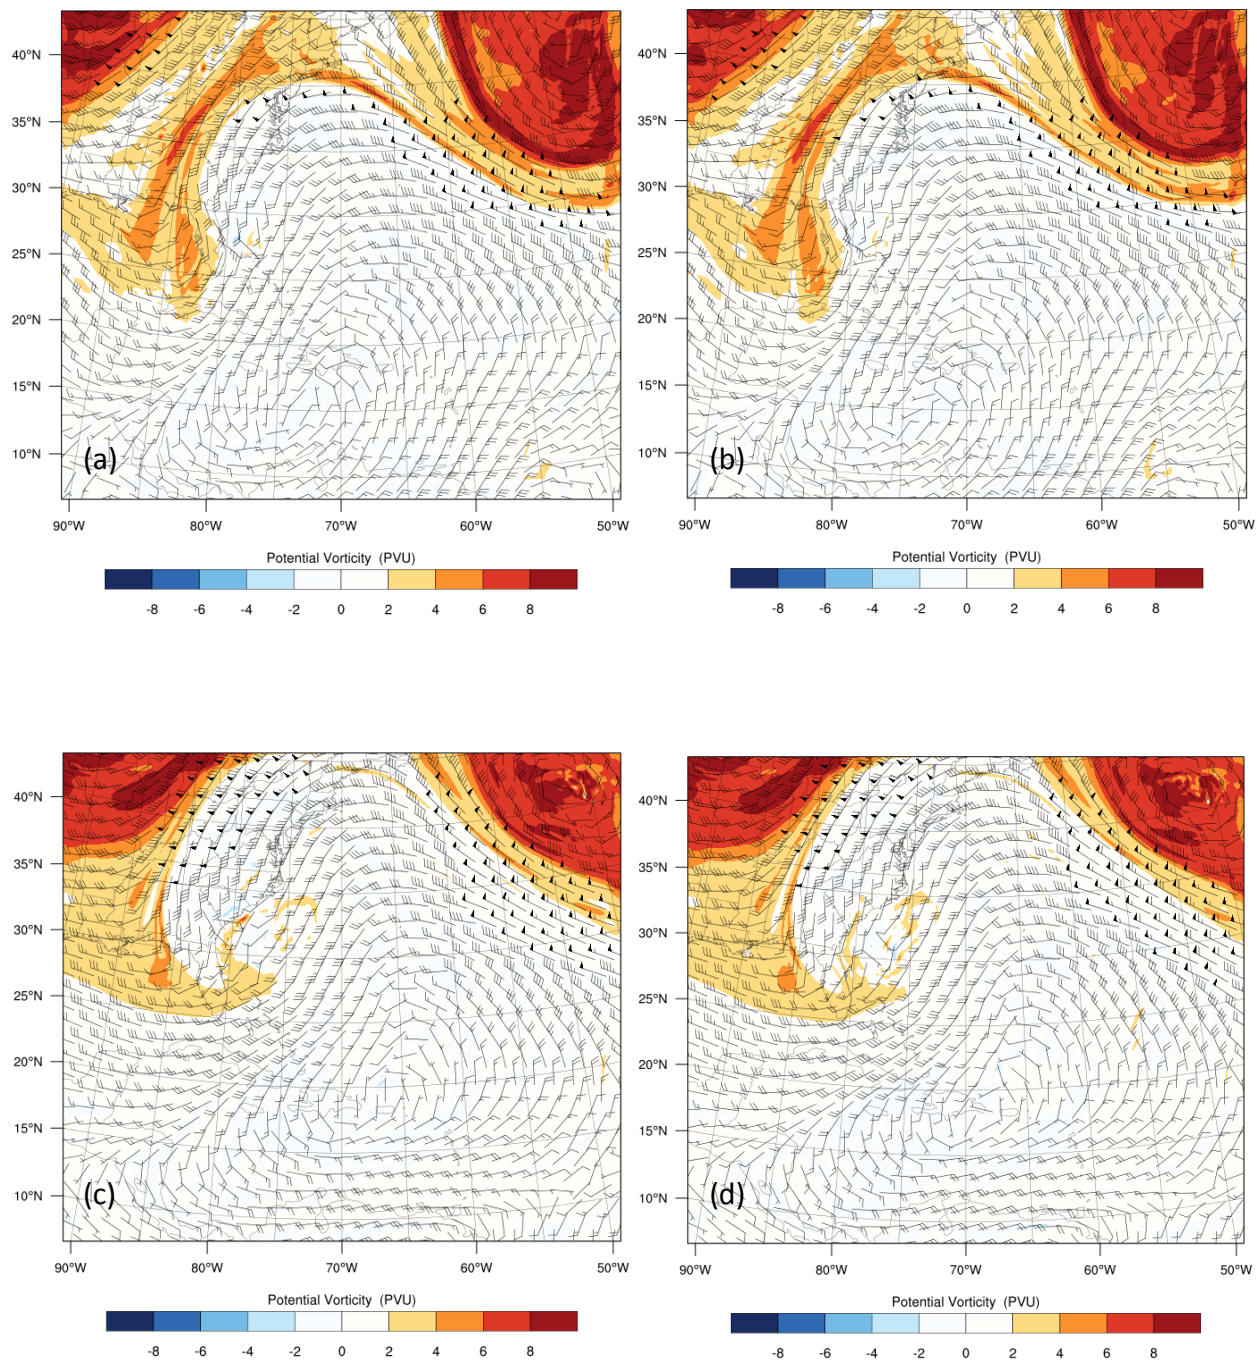 40°N
35°N
30°N
25°N
20°N
15°N
10°N
(a)
90°W 80°W 70°W 60°W 50°W
Potential Vorticity (PVU)
-8 -6 -4 -2 0 2 4 6 8
40°N
35°N
30°N
25°N
20°N
15°N
10°N
(b)
90°W 80°W 70°W 60°W 50°W
Potential Vorticity (PVU)
-8 -6 -4 -2 0 2 4 6 8
40°N
35°N
30°N
25°N
20°N
15°N
10°N
(c)
90°W 80°W 70°W 60°W 50°W
Potential Vorticity (PVU)
-8 -6 -4 -2 0 2 4 6 8
40°N
35°N
30°N
25°N
20°N
15°N
10°N
(d)
90°W 80°W 70°W 60°W 50°W
Potential Vorticity (PVU)
-8 -6 -4 -2 0 2 4 6 8